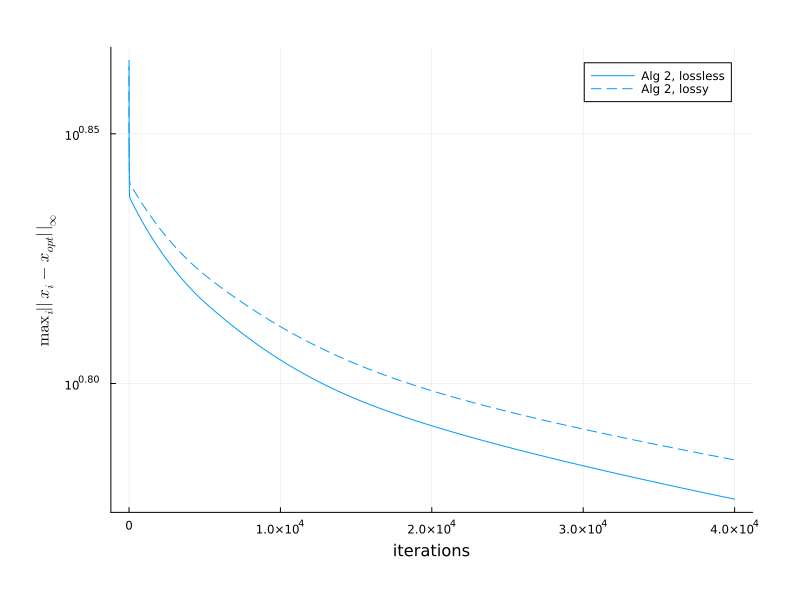 Alg 2, lossless
Alg 2, lossy
10^0.85
10^0.80
max_i|| x_i − x_opt||_∞
0
1.0×10^4
2.0×10^4
3.0×10^4
4.0×10^4
iterations